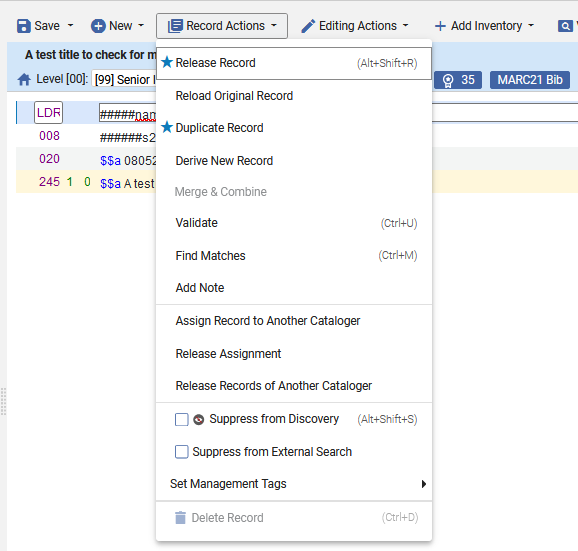 Save New Record Actions Editing Actions Add Inventory
A test title to check for m
Level [00]: [99] Senior 35 MARC21 Bib
LDR #####nam
008 ######s2
020 $$a 08052
245 1 0 $$a A test
Release Record (Alt+Shift+R)
Reload Original Record
Duplicate Record
Derive New Record
Merge & Combine
Validate (Ctrl+U)
Find Matches (Ctrl+M)
Add Note
Assign Record to Another Cataloger
Release Assignment
Release Records of Another Cataloger
Suppress from Discovery (Alt+Shift+S)
Suppress from External Search
Set Management Tags
Delete Record (Ctrl+D)